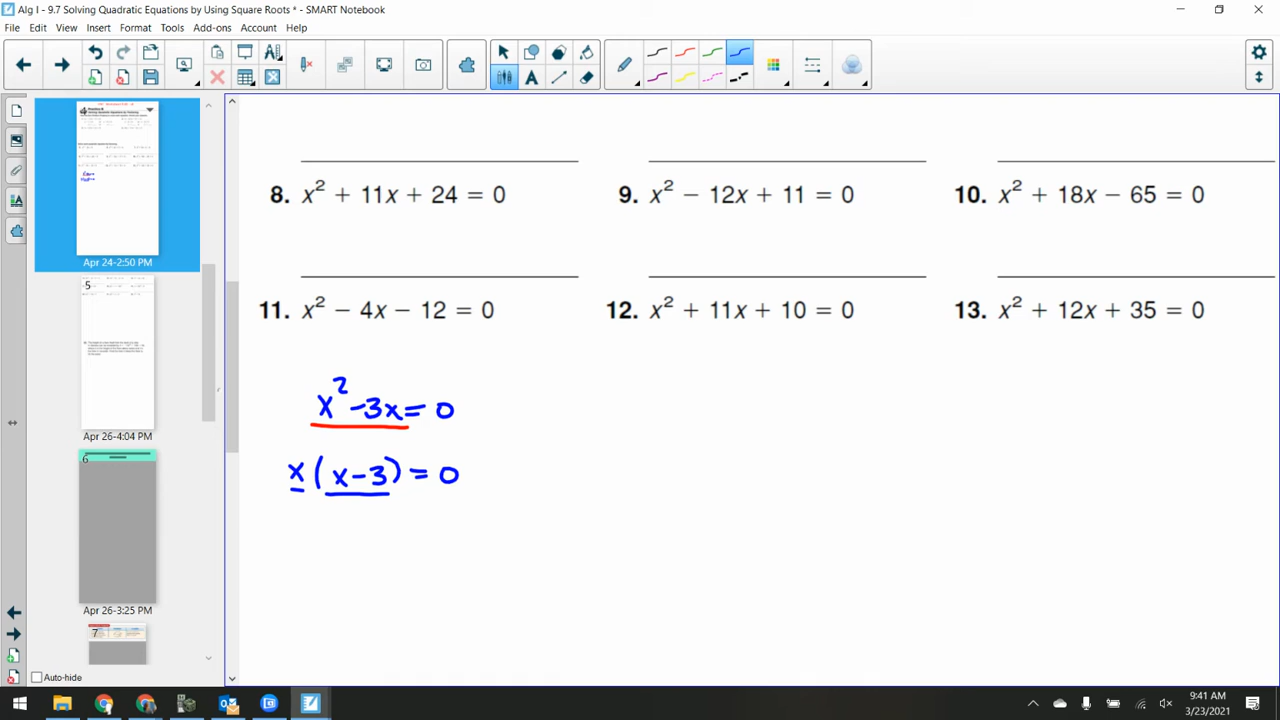 Alg I - 9.7 Solving Quadratic Equations by Using Square Roots * - SMART Notebook
File Edit View Insert Format Tools Add-ons Account Help
Apr 24-2:50 PM
5
Apr 26-4:04 PM
6
Apr 26-3:25 PM
7
Auto-hide
8. x² + 11x + 24 = 0
9. x² − 12x + 11 = 0
10. x² + 18x − 65 = 0
11. x² − 4x − 12 = 0
12. x² + 11x + 10 = 0
13. x² + 12x + 35 = 0
x² -3x = 0
x(x-3) = 0
9:41 AM
3/23/2021